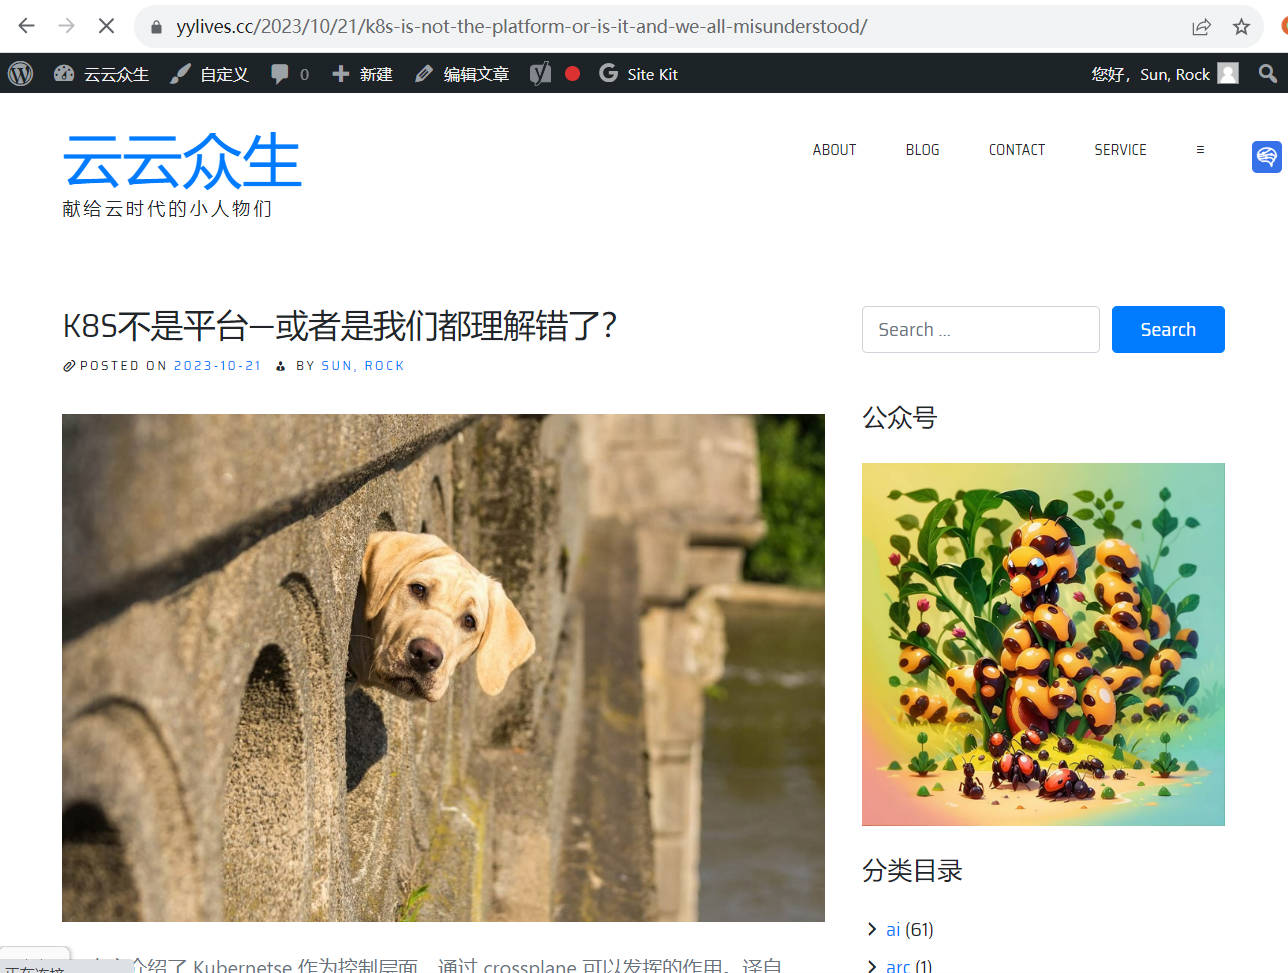 yylives.cc/2023/10/21/k8s-is-not-the-platform-or-is-it-and-we-all-misunderstood/
云云众生 自定义 0 新建 编辑文章 Site Kit 您好，Sun, Rock
云云众生
献给云时代的小人物们
ABOUT BLOG CONTACT SERVICE ≡
K8S不是平台—或者是我们都理解错了？
POSTED ON 2023-10-21 BY SUN, ROCK
Search ... Search
公众号
分类目录
ai (61)
arc (1)
介绍了 Kubernetse 作为控制层面，通过 crossplane 可以发挥的作用。译自
正在连接